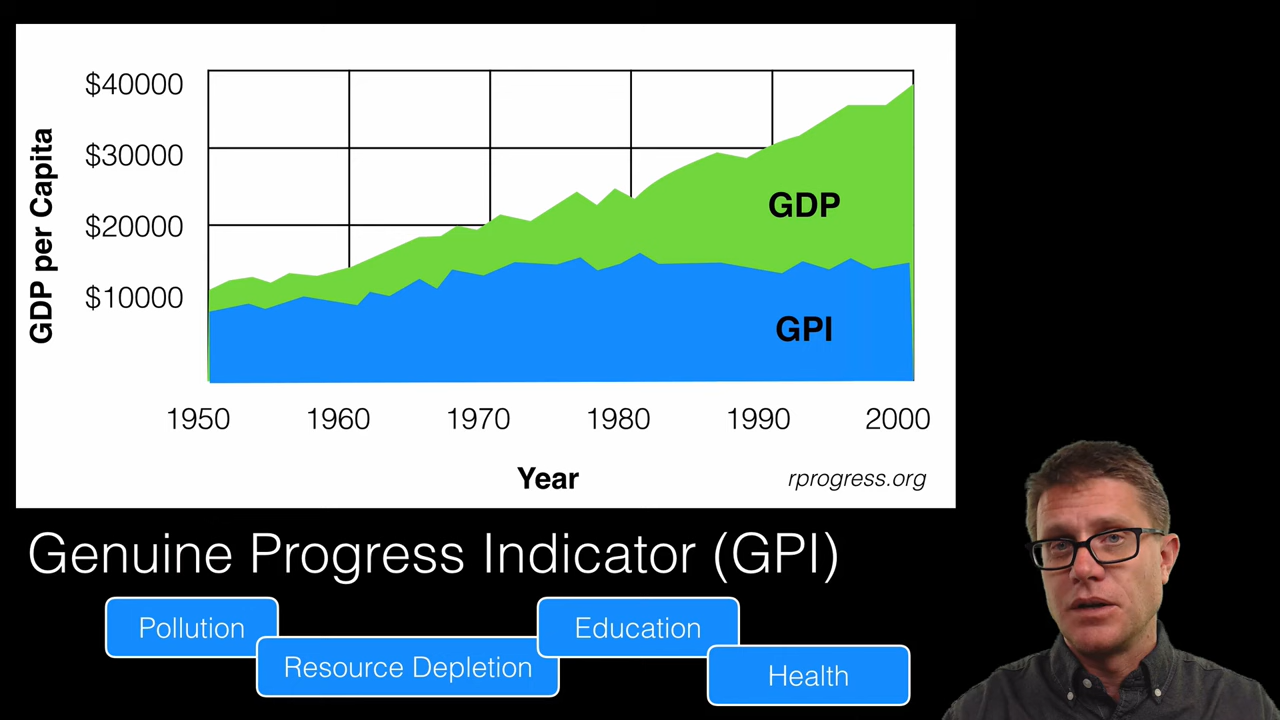 $40000
$30000
$20000
$10000
GDP per Capita
GDP
GPI
1950 1960 1970 1980 1990 2000
Year
rprogress.org
Genuine Progress Indicator (GPI)
Pollution
Education
Resource Depletion
Health